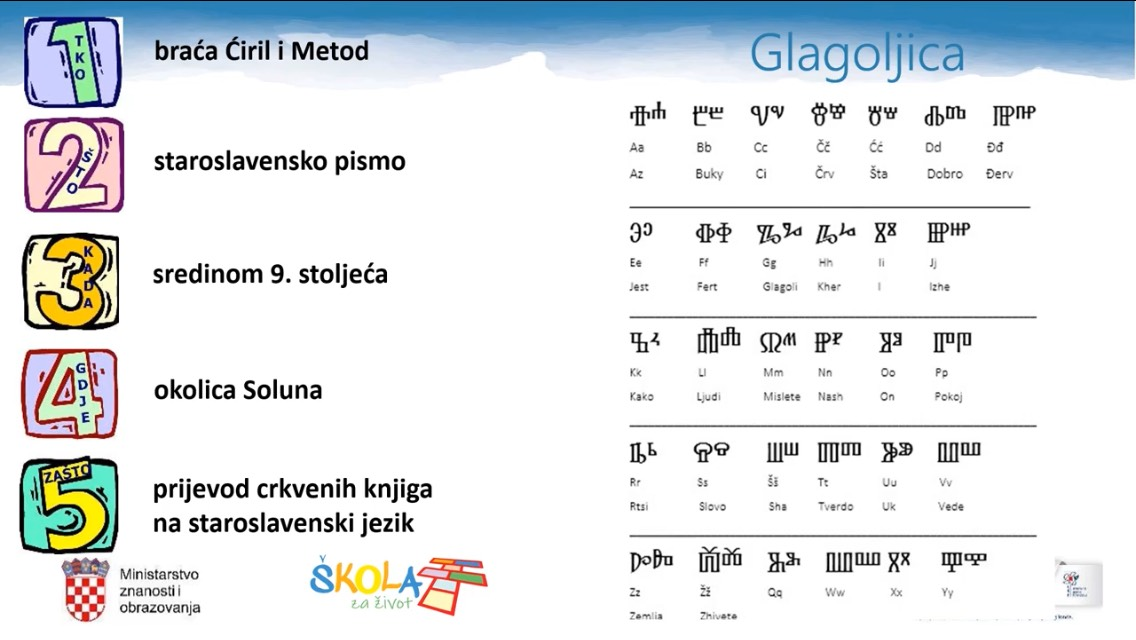 TKO
braća Ćiril i Metod
ŠTO
staroslavensko pismo
KADA
sredinom 9. stoljeća
GDJE
okolica Soluna
ZAŠTO
prijevod crkvenih knjiga
na staroslavenski jezik
Ministarstvo
znanosti i
obrazovanja
ŠKOLA
za život
Glagoljica
Aa Bb Cc Čč Ćć Dd Đđ
Az Buky Ci Črv Šta Dobro Đerv
Ee Ff Gg Hh Ii Jj
Jest Fert Glagoli Kher I Izhe
Kk Ll Mm Nn Oo Pp
Kako Ljudi Mislete Nash On Pokoj
Rr Ss Šš Tt Uu Vv
Rtsi Slovo Sha Tverdo Uk Vede
Zz Žž Qq Ww Xx Yy
Zemlia Zhivete